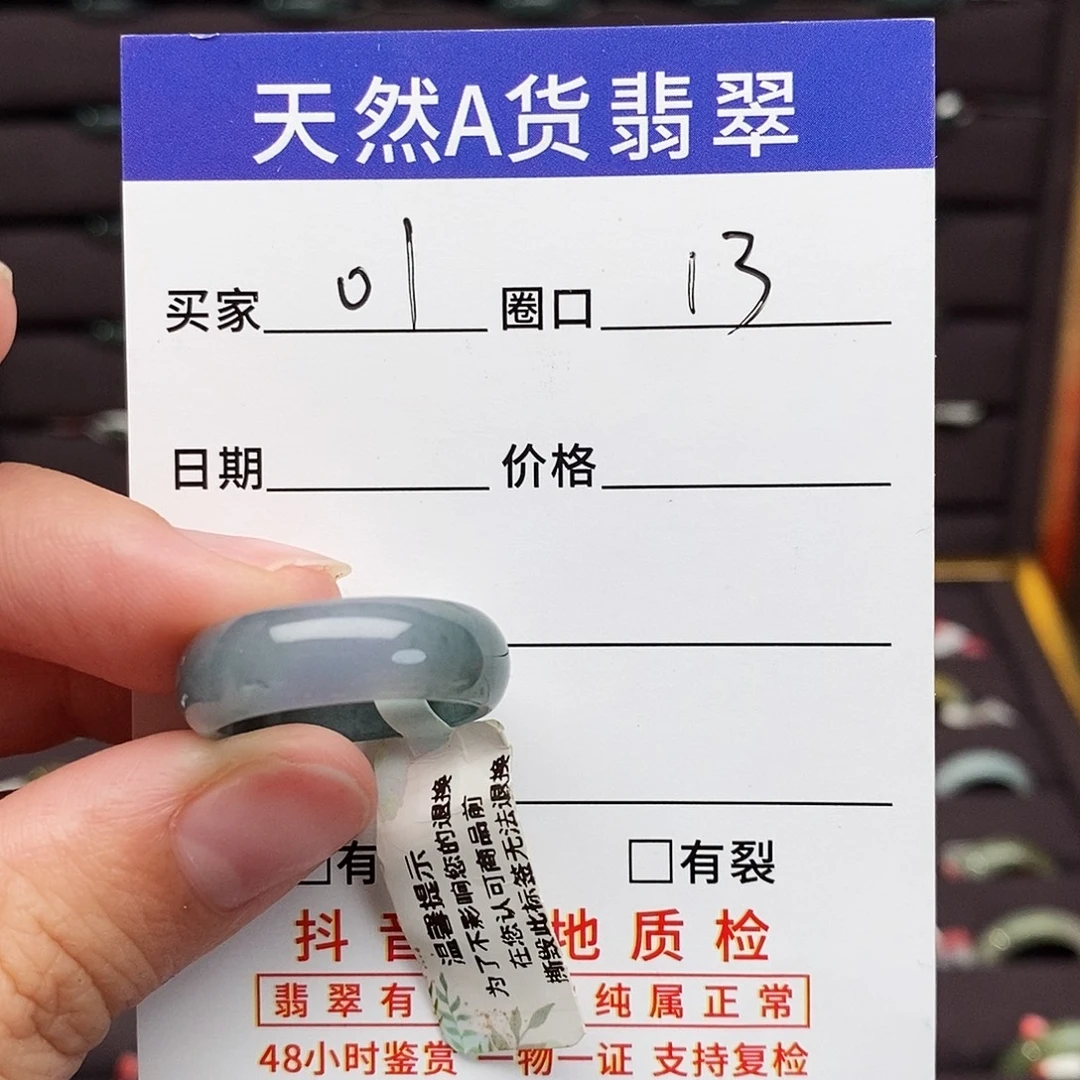 天然A货翡翠
买家 01 圈口 13
日期 价格
□有 □有裂
抖音 地质检
翡翠有 纯属正常
48小时鉴赏 一物一证 支持复检
温馨提示
为了不影响您的退换
在您认可商品前
撕毁此标签无法退换